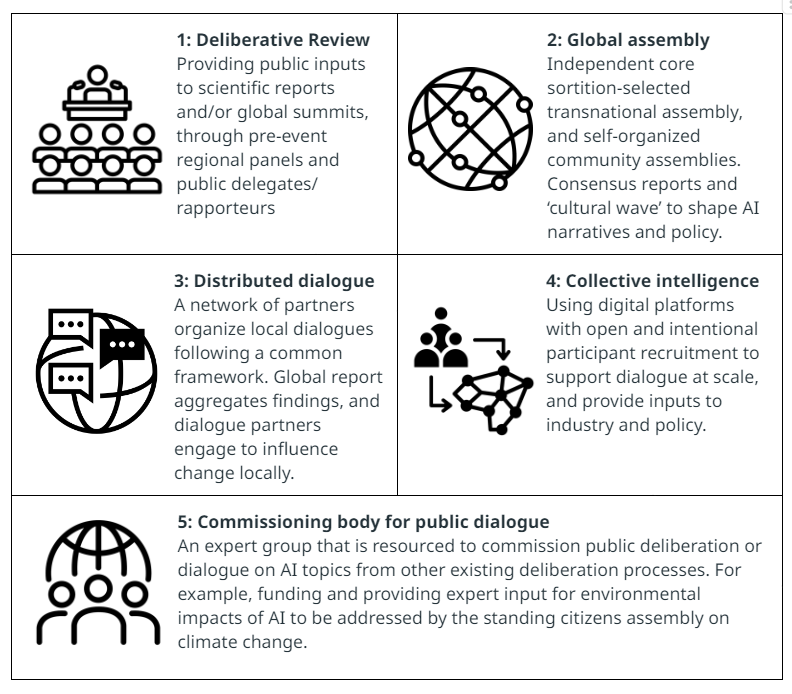 1: Deliberative Review
Providing public inputs
to scientific reports
and/or global summits,
through pre-event
regional panels and
public delegates/
rapporteurs
2: Global assembly
Independent core
sortition-selected
transnational assembly,
and self-organized
community assemblies.
Consensus reports and
‘cultural wave’ to shape AI
narratives and policy.
3: Distributed dialogue
A network of partners
organize local dialogues
following a common
framework. Global report
aggregates findings, and
dialogue partners
engage to influence
change locally.
4: Collective intelligence
Using digital platforms
with open and intentional
participant recruitment to
support dialogue at scale,
and provide inputs to
industry and policy.
5: Commissioning body for public dialogue
An expert group that is resourced to commission public deliberation or
dialogue on AI topics from other existing deliberation processes. For
example, funding and providing expert input for environmental
impacts of AI to be addressed by the standing citizens assembly on
climate change.